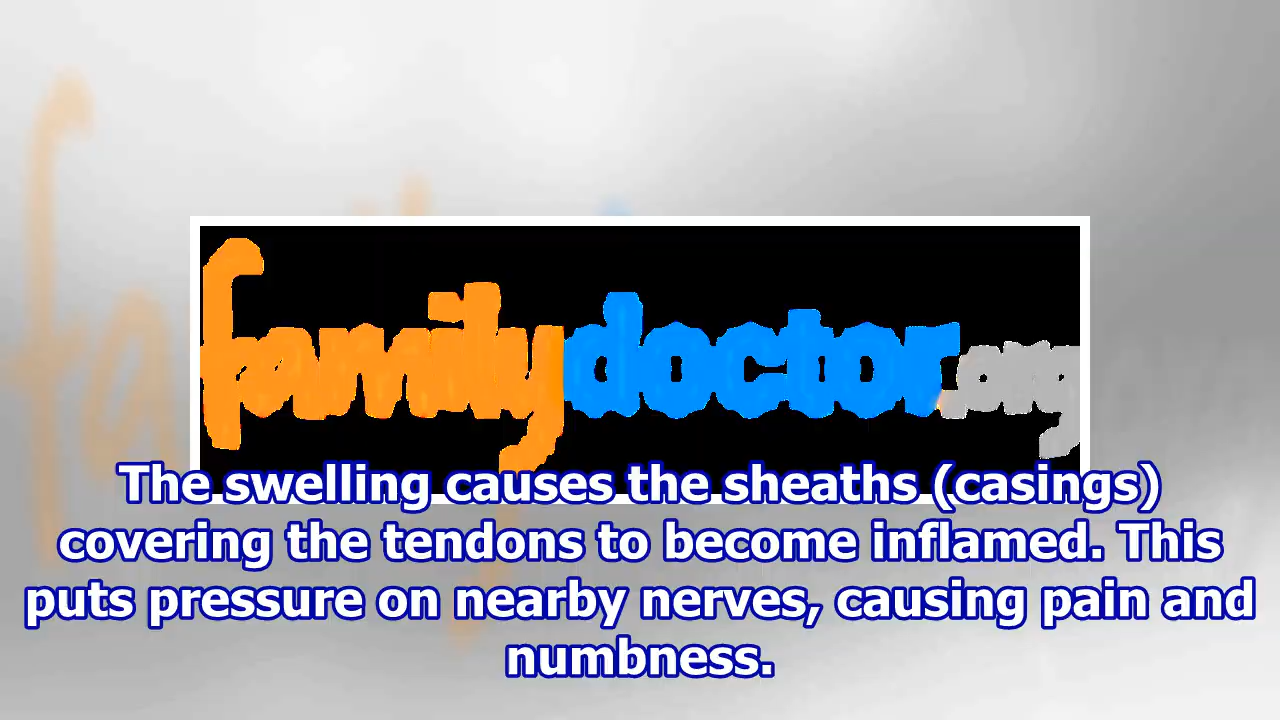 familydoctor.org
The swelling causes the sheaths (casings)
covering the tendons to become inflamed. This
puts pressure on nearby nerves, causing pain and
numbness.